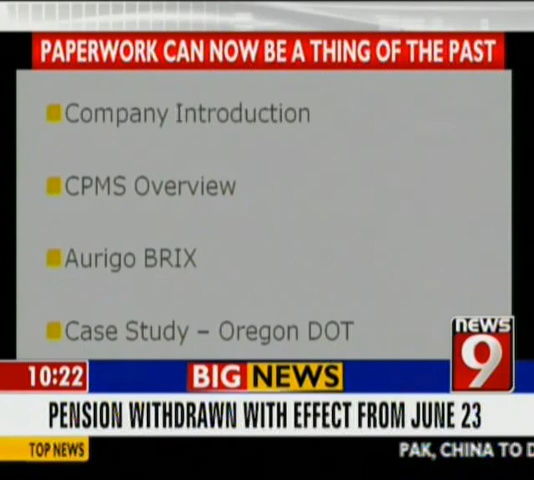 PAPERWORK CAN NOW BE A THING OF THE PAST
Company Introduction
CPMS Overview
Aurigo BRIX
Case Study – Oregon DOT
news
9
10:22
BIG NEWS
PENSION WITHDRAWN WITH EFFECT FROM JUNE 23
TOP NEWS
PAK, CHINA TO